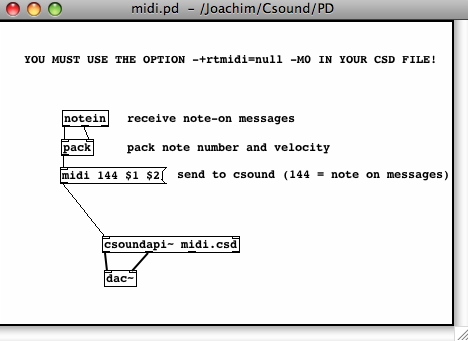 midi.pd - /Joachim/Csound/PD
YOU MUST USE THE OPTION -+rtmidi=null -M0 IN YOUR CSD FILE!
notein receive note-on messages
pack pack note number and velocity
midi 144 $1 $2 send to csound (144 = note on messages)
csoundapi~ midi.csd
dac~